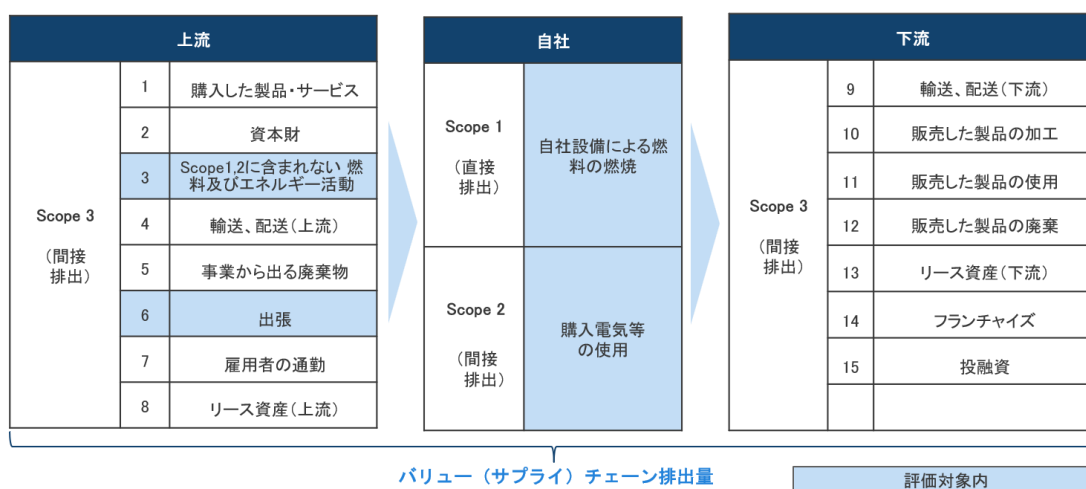 上流
Scope 3
(間接
排出)
1
購入した製品・サービス
2
資本財
3
Scope1,2に含まれない 燃
料及びエネルギー活動
4
輸送、配送(上流)
5
事業から出る廃棄物
6
出張
7
雇用者の通勤
8
リース資産(上流)
自社
Scope 1
(直接
排出)
自社設備による燃
料の燃焼
Scope 2
(間接
排出)
購入電気等
の使用
下流
Scope 3
(間接
排出)
9
輸送、配送(下流)
10
販売した製品の加工
11
販売した製品の使用
12
販売した製品の廃棄
13
リース資産(下流)
14
フランチャイズ
15
投融資
バリュー(サプライ)チェーン排出量
評価対象内